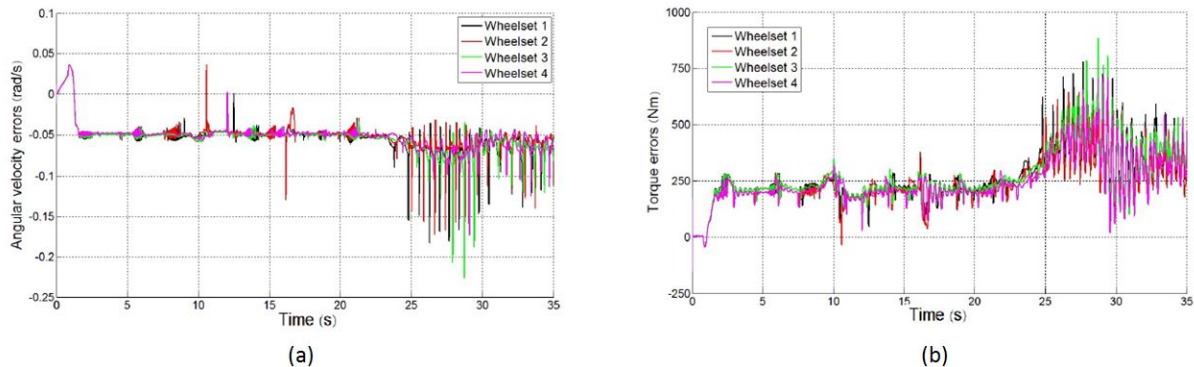 0.1
0.05
0
-0.05
-0.1
-0.15
-0.2
-0.25
Angular velocity errors (rad/s)
Wheelset 1
Wheelset 2
Wheelset 3
Wheelset 4
0 5 10 15 20 25 30 35
Time (s)
(a)
1000
750
500
250
0
-250
Torque errors (Nm)
Wheelset 1
Wheelset 2
Wheelset 3
Wheelset 4
0 5 10 15 20 25 30 35
Time (s)
(b)